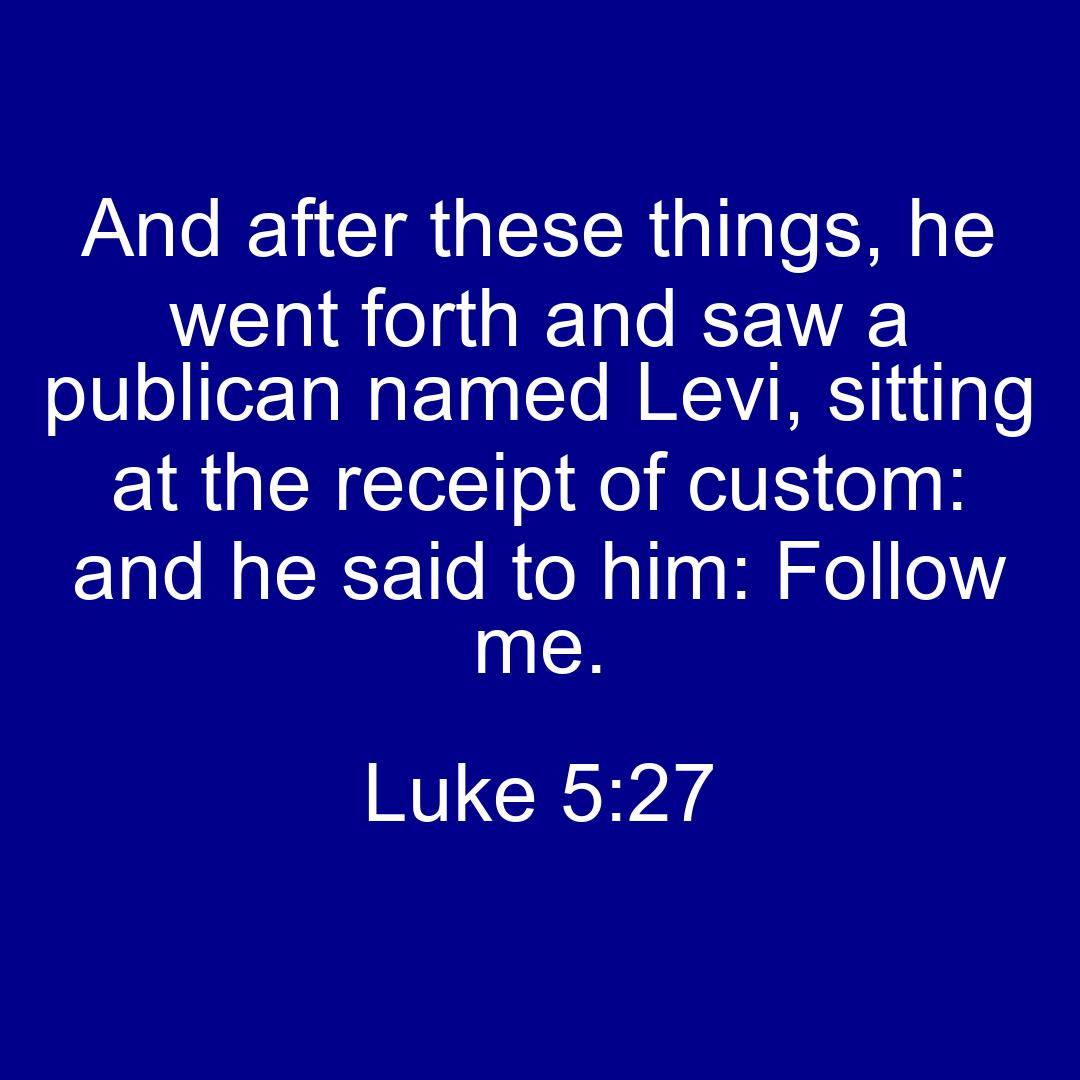 And after these things, he
went forth and saw a
publican named Levi, sitting
at the receipt of custom:
and he said to him: Follow
me.
Luke 5:27